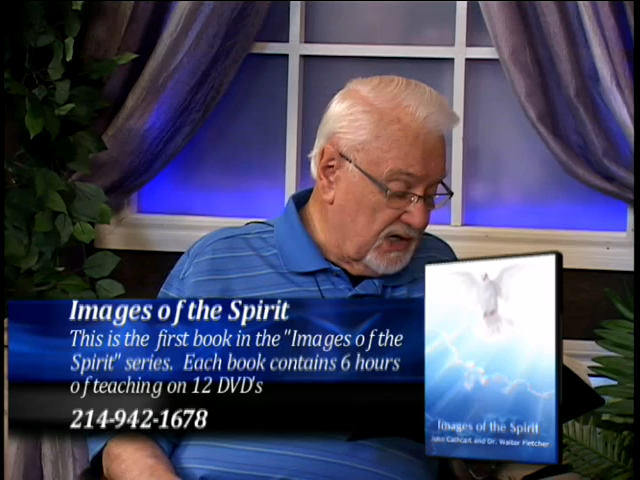 Images of the Spirit
This is the first book in the "Images of the
Spirit" series. Each book contains 6 hours
of teaching on 12 DVD's
214-942-1678
Images of the Spirit
John Cathcart and Dr. Walter Fletcher